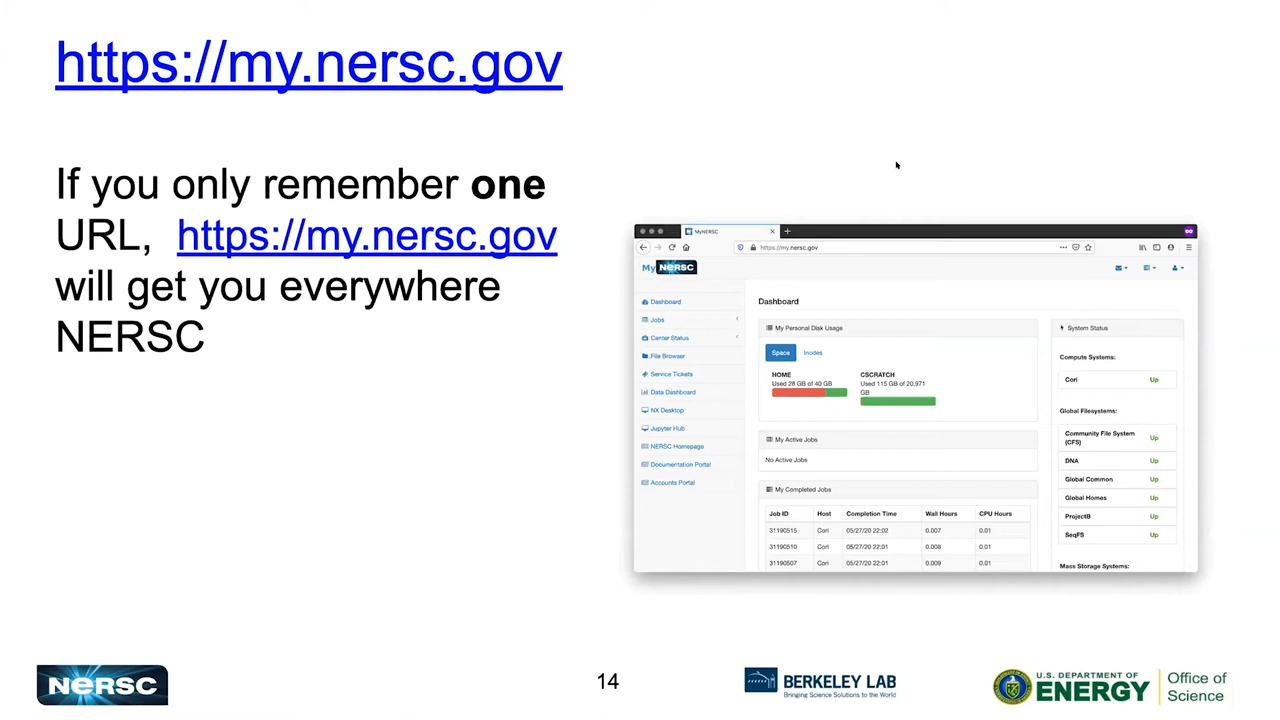 https://my.nersc.gov
If you only remember one
URL, https://my.nersc.gov
will get you everywhere
NERSC
MyNERSC
https://my.nersc.gov
My NERSC
Dashboard
Jobs
Center Status
File Browser
Service Tickets
Data Dashboard
NX Desktop
Jupyter Hub
NERSC Homepage
Documentation Portal
Accounts Portal
Dashboard
My Personal Disk Usage
Space Inodes
HOME
Used 28 GB of 40 GB
CSCRATCH
Used 115 GB of 20,971
GB
My Active Jobs
No Active Jobs
My Completed Jobs
Job ID Host Completion Time Wall Hours CPU Hours
31190515 Cori 05/27/20 22:02 0.007 0.01
31190510 Cori 05/27/20 22:01 0.008 0.01
31190507 Cori 05/27/20 22:01 0.009 0.01
System Status
Compute Systems:
Cori Up
Global Filesystems:
Community File System
(CFS) Up
DNA Up
Global Common Up
Global Homes Up
ProjectB Up
SeqFS Up
Mass Storage Systems:
NERSC
14
BERKELEY LAB
Bringing Science Solutions to the World
U.S. DEPARTMENT OF
ENERGY
Office of
Science